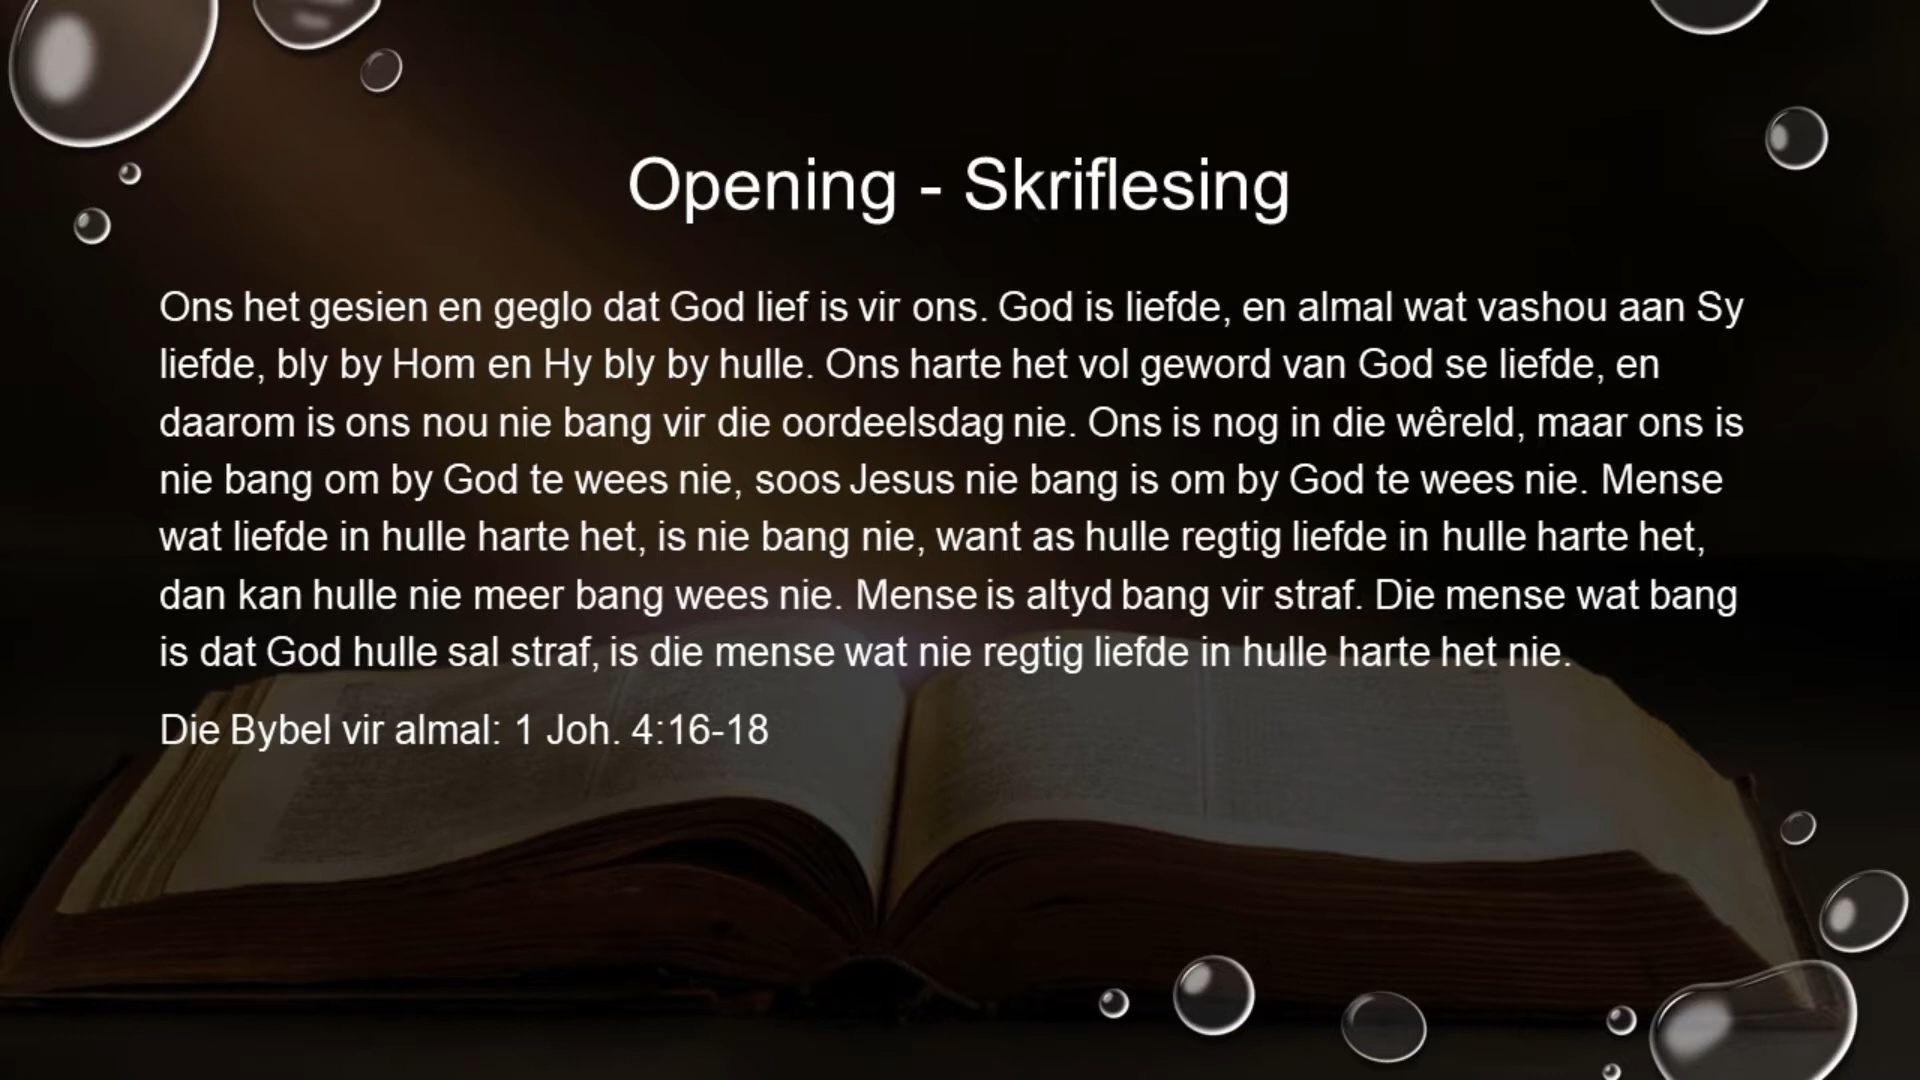 Opening - Skriflesing
Ons het gesien en geglo dat God lief is vir ons. God is liefde, en almal wat vashou aan Sy
liefde, bly by Hom en Hy bly by hulle. Ons harte het vol geword van God se liefde, en
daarom is ons nou nie bang vir die oordeelsdag nie. Ons is nog in die wêreld, maar ons is
nie bang om by God te wees nie, soos Jesus nie bang is om by God te wees nie. Mense
wat liefde in hulle harte het, is nie bang nie, want as hulle regtig liefde in hulle harte het,
dan kan hulle nie meer bang wees nie. Mense is altyd bang vir straf. Die mense wat bang
is dat God hulle sal straf, is die mense wat nie regtig liefde in hulle harte het nie.
Die Bybel vir almal: 1 Joh. 4:16-18